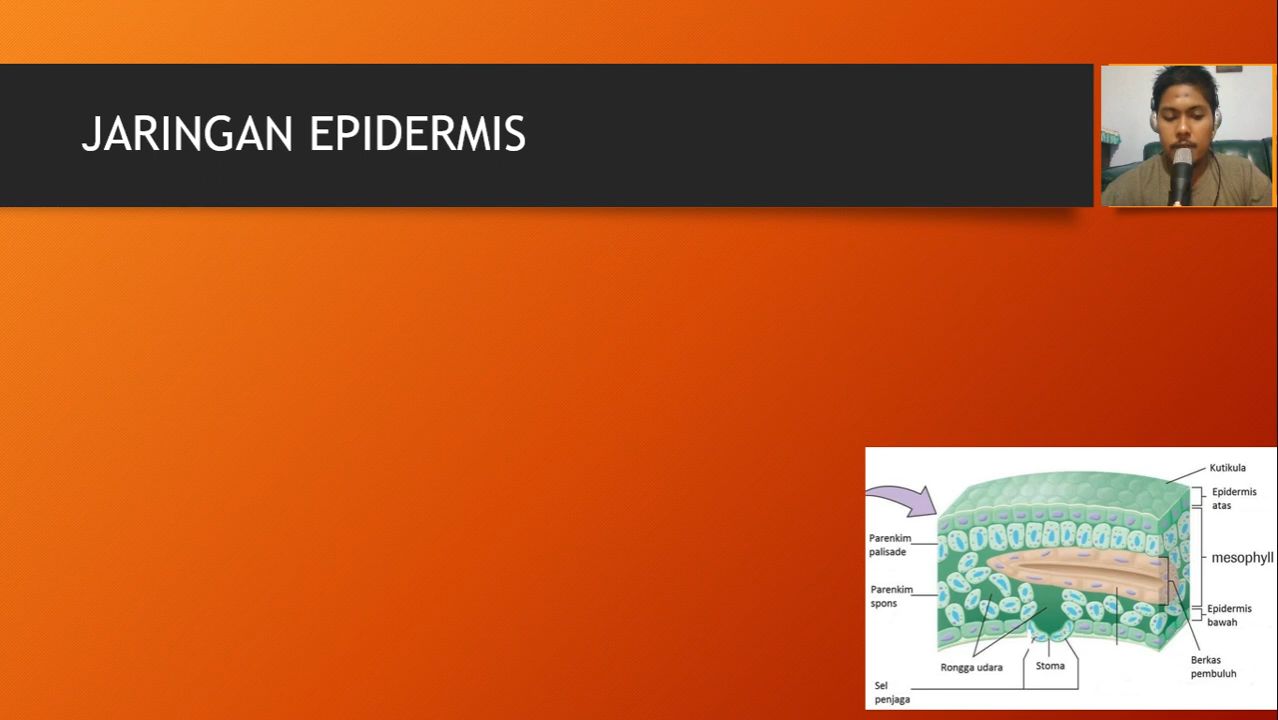 JARINGAN EPIDERMIS
Kutikula
Epidermis
atas
Parenkim
palisade
mesophyll
Parenkim
spons
Epidermis
bawah
Rongga udara
Stoma
Berkas
pembuluh
Sel
penjaga